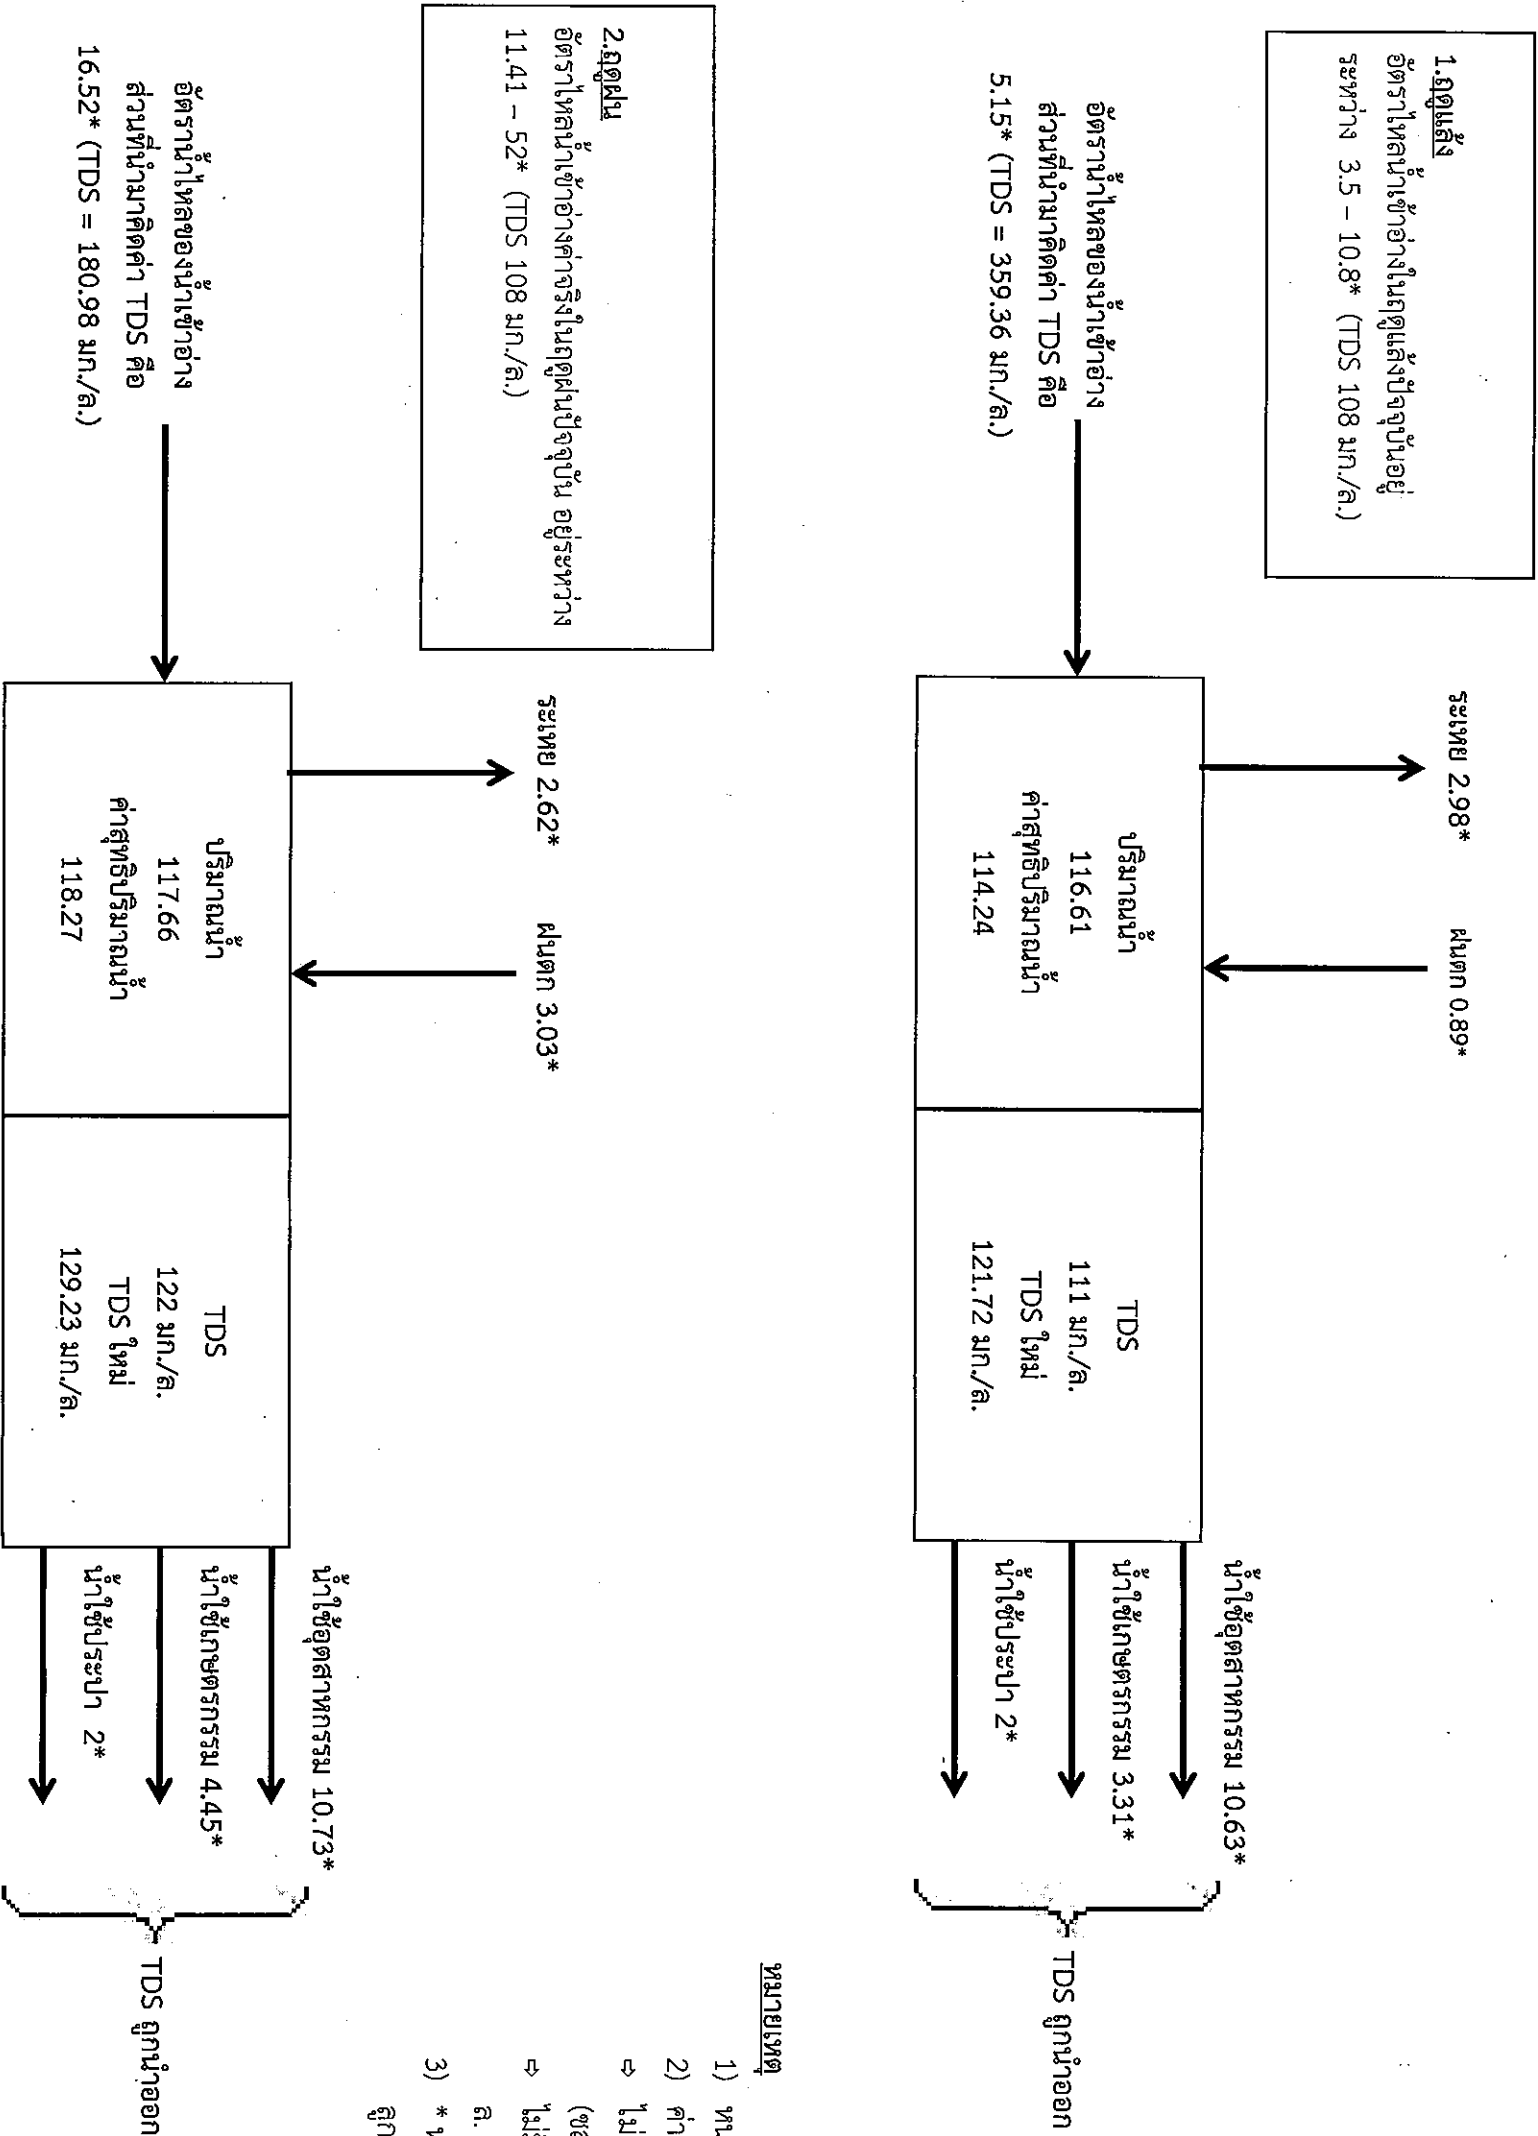 1.ฤดูแล้ง
อัตราไหลน้ำเข้าอ่างในฤดูแล้งปัจจุบันอยู่
ระหว่าง 3.5 – 10.8* (TDS 108 มก./ล.)
ระเหย 2.98*
ฝนตก 0.89*
อัตราน้ำไหลของน้ำเข้าอ่าง
ส่วนที่นำมาคิดค่า TDS คือ
5.15* (TDS = 359.36 มก./ล.)
ปริมาณน้ำ
116.61
ค่าสุทธิปริมาณน้ำ
114.24
TDS
111 มก./ล.
TDS ใหม่
121.72 มก./ล.
น้ำใช้อุตสาหกรรม 10.63*
น้ำใช้เกษตรกรรม 3.31*
น้ำใช้ประปา 2*
TDS ถูกนำออก
2.ฤดูฝน
อัตราไหลน้ำเข้าอ่างค่าจริงในฤดูฝนปัจจุบัน อยู่ระหว่าง
11.41 – 52* (TDS 108 มก./ล.)
ระเหย 2.62*
ฝนตก 3.03*
อัตราน้ำไหลของน้ำเข้าอ่าง
ส่วนที่นำมาคิดค่า TDS คือ
16.52* (TDS = 180.98 มก./ล.)
ปริมาณน้ำ
117.66
ค่าสุทธิปริมาณน้ำ
118.27
TDS
122 มก./ล.
TDS ใหม่
129.23 มก./ล.
น้ำใช้อุตสาหกรรม 10.73*
น้ำใช้เกษตรกรรม 4.45*
น้ำใช้ประปา 2*
TDS ถูกนำออก
หมายเหตุ
1)
2) ค่า
⇨ ไม่
⇨
ล.
3) *
ลูก